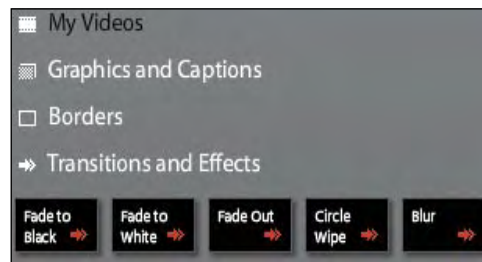 My Videos
Graphics and Captions
Borders
Transitions and Effects
Fade to
Black
Fade to
White
Fade Out
Circle
Wipe
Blur